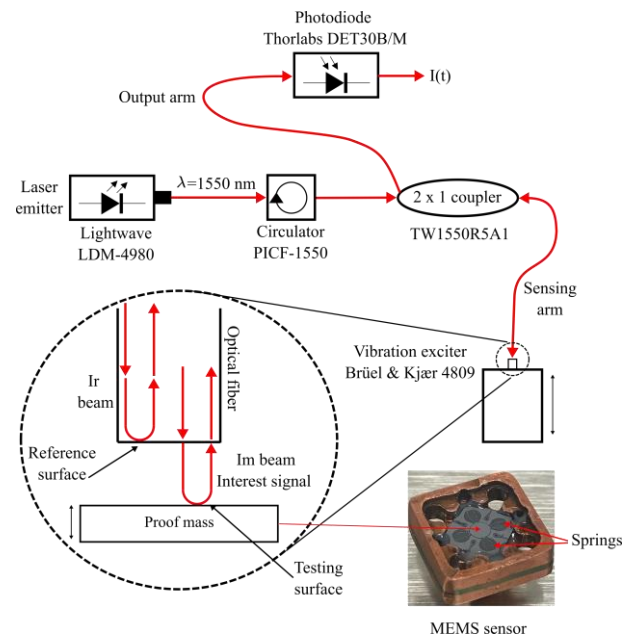 Photodiode
Thorlabs DET30B/M
I(t)
Output arm
Laser
emitter
λ=1550 nm
2 x 1 coupler
Lightwave
LDM-4980
Circulator
PICF-1550
TW1550R5A1
Sensing
arm
Vibration exciter
Brüel & Kjær 4809
Optical fiber
Ir
beam
Reference
surface
Im beam
Interest signal
Proof mass
Testing
surface
Springs
MEMS sensor